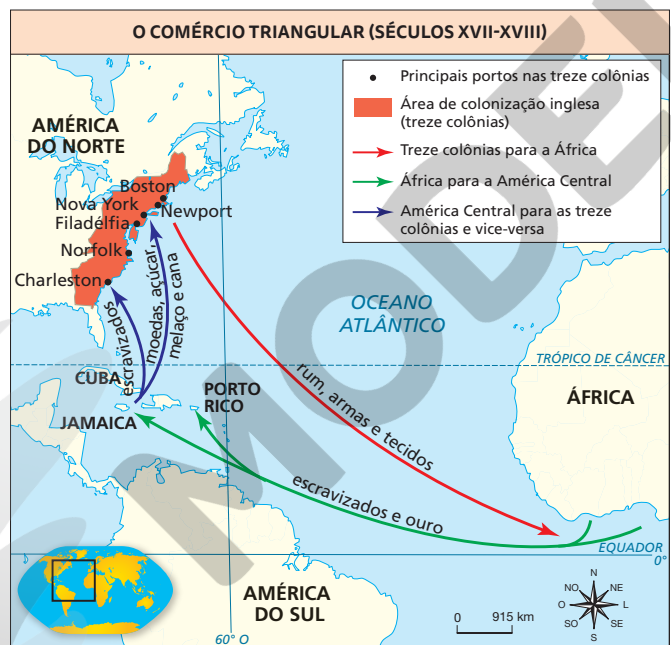 O COMÉRCIO TRIANGULAR (SÉCULOS XVII-XVIII)
Principais portos nas treze colônias
Área de colonização inglesa
(treze colônias)
Treze colônias para a África
África para a América Central
América Central para as treze
colônias e vice-versa
AMÉRICA
DO NORTE
Boston
Nova York
Newport
Filadélfia
Norfolk
Charleston
escravizados
moedas, açúcar,
melaço e cana
OCEANO
ATLÂNTICO
TRÓPICO DE CÂNCER
CUBA
PORTO
RICO
JAMAICA
ÁFRICA
rum, armas e tecidos
escravizados e ouro
EQUADOR
0°
AMÉRICA
DO SUL
60° O
0 915 km
N
NO NE
O L
SO SE
S
MODE